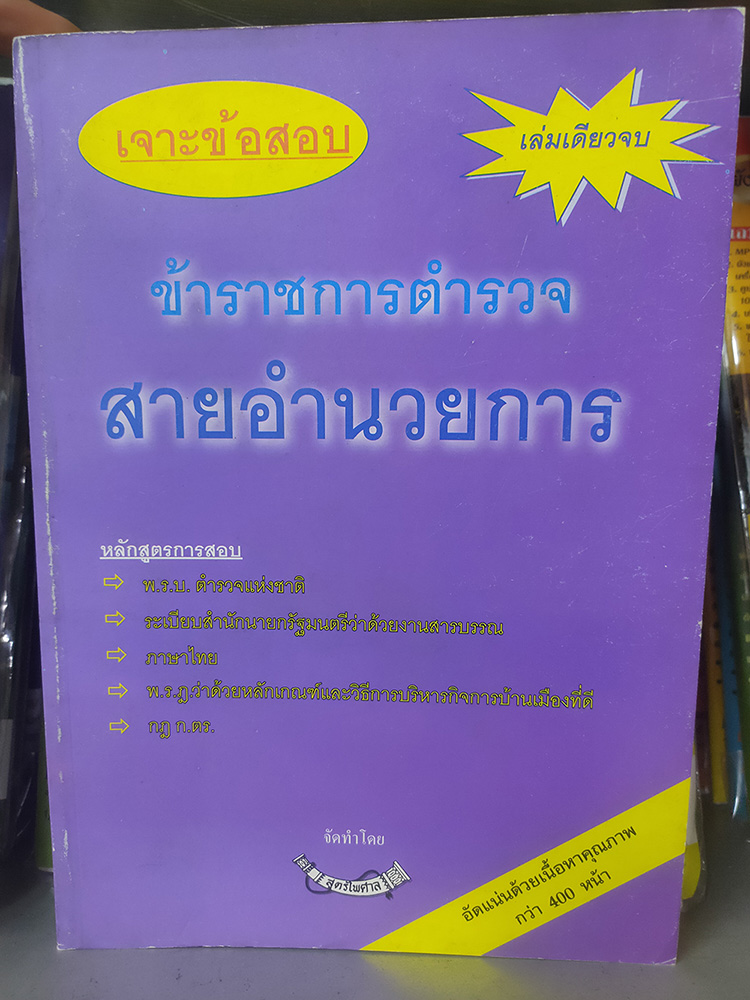 เจาะข้อสอบ
เล่มเดียวจบ
ข้าราชการตำรวจ
สายอำนวยการ
หลักสูตรการสอบ
พ.ร.บ. ตำรวจแห่งชาติ
ระเบียบสำนักนายกรัฐมนตรีว่าด้วยงานสารบรรณ
ภาษาไทย
พ.ร.ฎ.ว่าด้วยหลักเกณฑ์และวิธีการบริหารกิจการบ้านเมืองที่ดี
กฎ ก.ตร.
จัดทำโดย
สูตรไพศาล
อัดแน่นด้วยเนื้อหาคุณภาพ
กว่า 400 หน้า